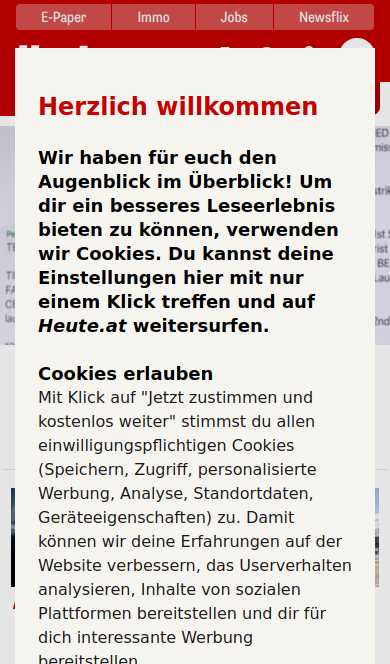 E-Paper
Immo
Jobs
Newsflix
Herzlich willkommen
Wir haben für euch den
Augenblick im Überblick! Um
dir ein besseres Leseerlebnis
bieten zu können, verwenden
wir Cookies. Du kannst deine
Einstellungen hier mit nur
einem Klick treffen und auf
Heute.at weitersurfen.
Cookies erlauben
Mit Klick auf "Jetzt zustimmen und
kostenlos weiter" stimmst du allen
einwilligungspflichtigen Cookies
(Speichern, Zugriff, personalisierte
Werbung, Analyse, Standortdaten,
Geräteeigenschaften) zu. Damit
können wir deine Erfahrungen auf der
Website verbessern, das Userverhalten
analysieren, Inhalte von sozialen
Plattformen bereitstellen und dir für
dich interessante Werbung
bereitstellen